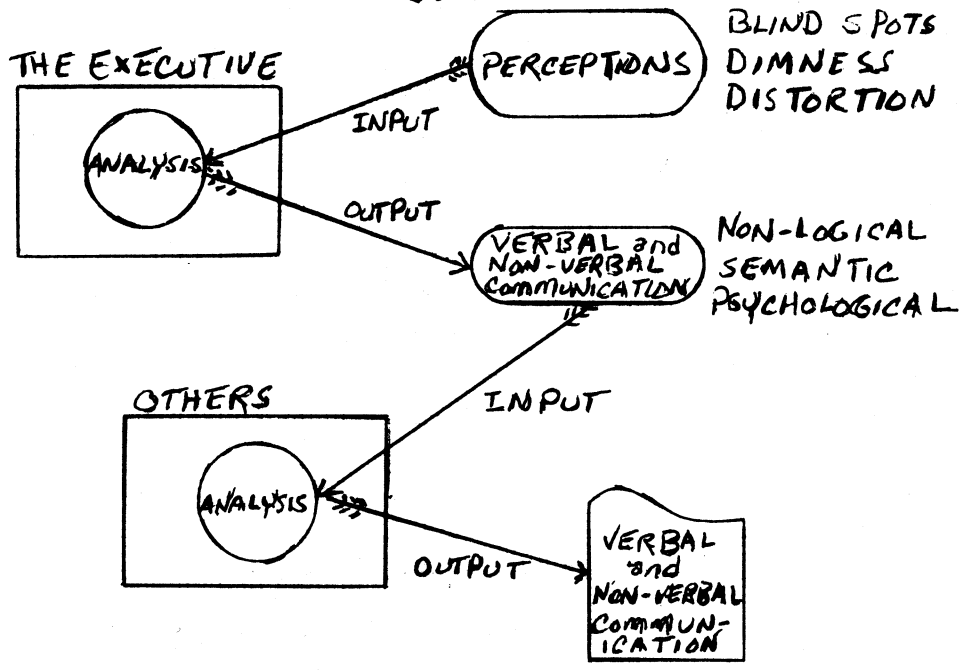 THE EXECUTIVE
PERCEPTIONS
BLIND SPOTS
DIMNESS
DISTORTION
INPUT
ANALYSIS
OUTPUT
VERBAL and
NON-VERBAL
COMMUNICATION
NON-LOGICAL
SEMANTIC
PSYCHOLOGICAL
OTHERS
INPUT
ANALYSIS
OUTPUT
VERBAL
and
NON-VERBAL
COMMUN-
ICATION